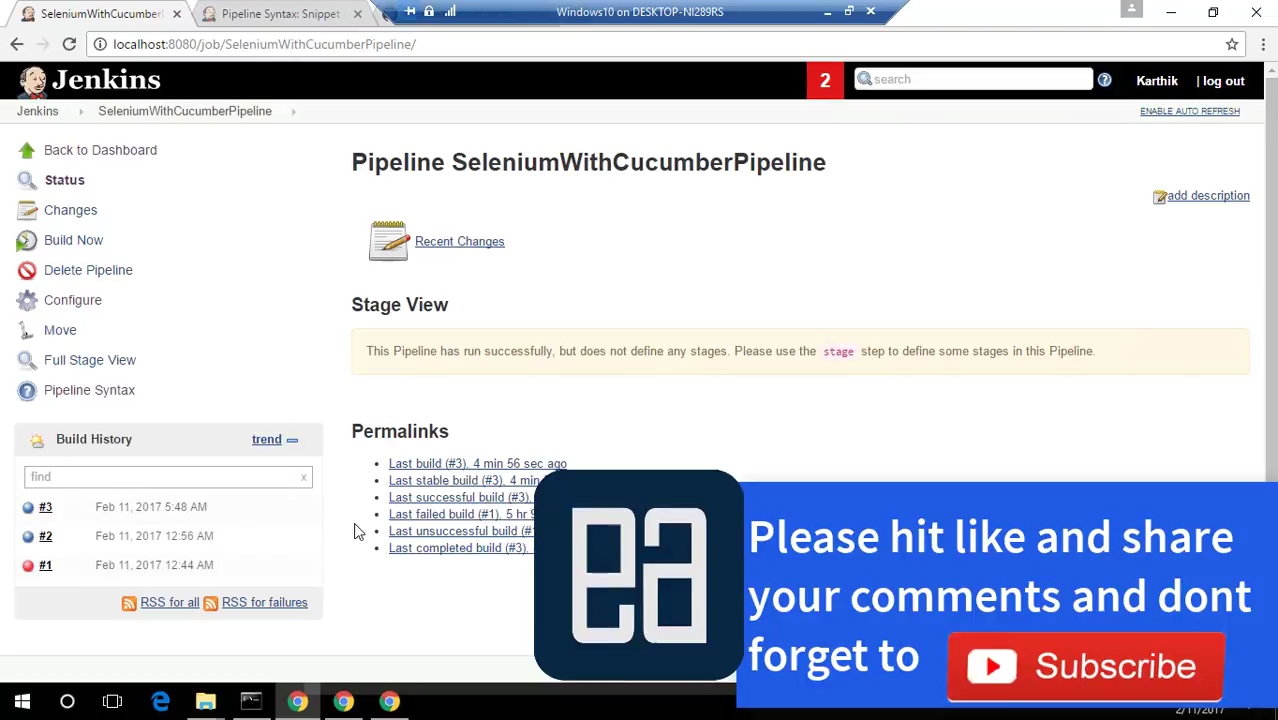 SeleniumWithCucumber
Pipeline Syntax: Snippet
Windows10 on DESKTOP-NI289RS
localhost:8080/job/SeleniumWithCucumberPipeline/
Jenkins
2
search
Karthik
| log out
Jenkins
SeleniumWithCucumberPipeline
ENABLE AUTO REFRESH
Back to Dashboard
Status
Changes
Build Now
Delete Pipeline
Configure
Move
Full Stage View
Pipeline Syntax
Build History
trend
find
x
#3 Feb 11, 2017 5:48 AM
#2 Feb 11, 2017 12:56 AM
#1 Feb 11, 2017 12:44 AM
RSS for all
RSS for failures
Pipeline SeleniumWithCucumberPipeline
add description
Recent Changes
Stage View
This Pipeline has run successfully, but does not define any stages. Please use the stage step to define some stages in this Pipeline.
Permalinks
Last build (#3), 4 min 56 sec ago
Last stable build (#3), 4 min
Last successful build (#3),
Last failed build (#1), 5 hr
Last unsuccessful build
Last completed build (#3),
ea
Please hit like and share
your comments and dont
forget to
Subscribe
2/11/2017